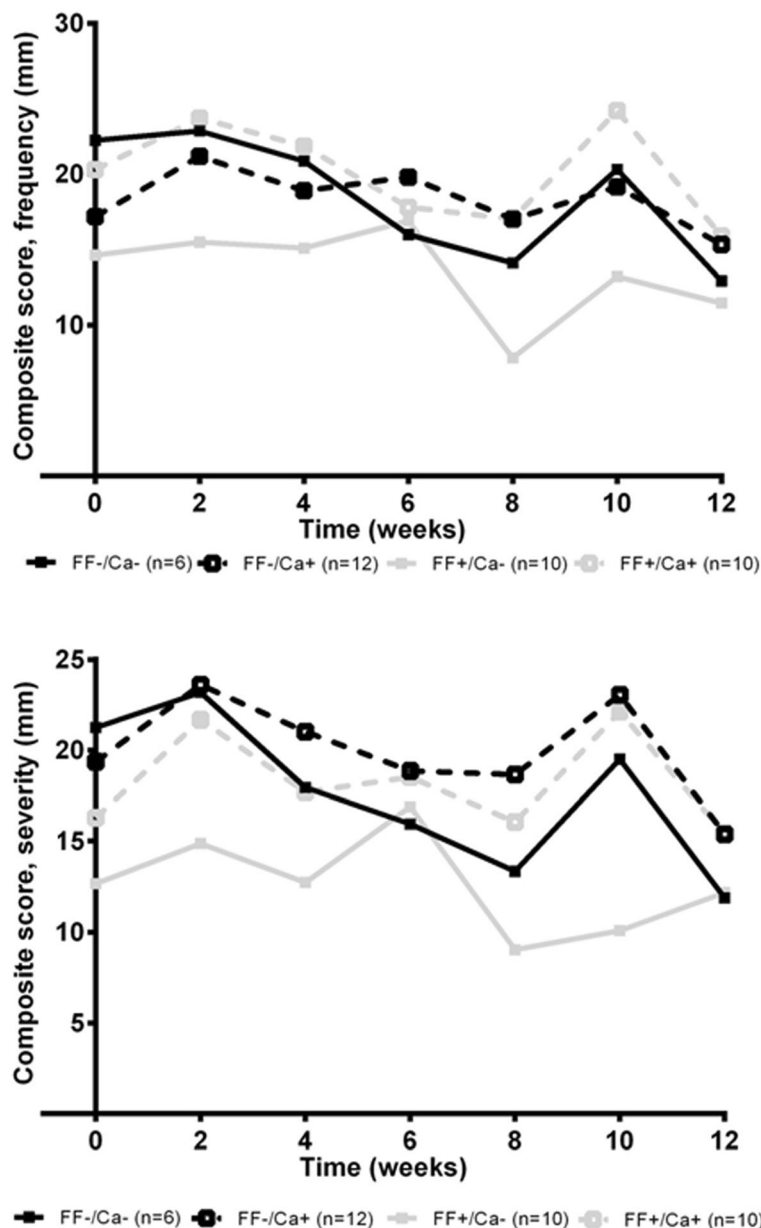 Composite score, frequency (mm)
30
20
10
0 2 4 6 8 10 12
Time (weeks)
FF-/Ca- (n=6) FF-/Ca+ (n=12) FF+/Ca- (n=10) FF+/Ca+ (n=10)
Composite score, severity (mm)
25
20
15
10
5
0 2 4 6 8 10 12
Time (weeks)
FF-/Ca- (n=6) FF-/Ca+ (n=12) FF+/Ca- (n=10) FF+/Ca+ (n=10)